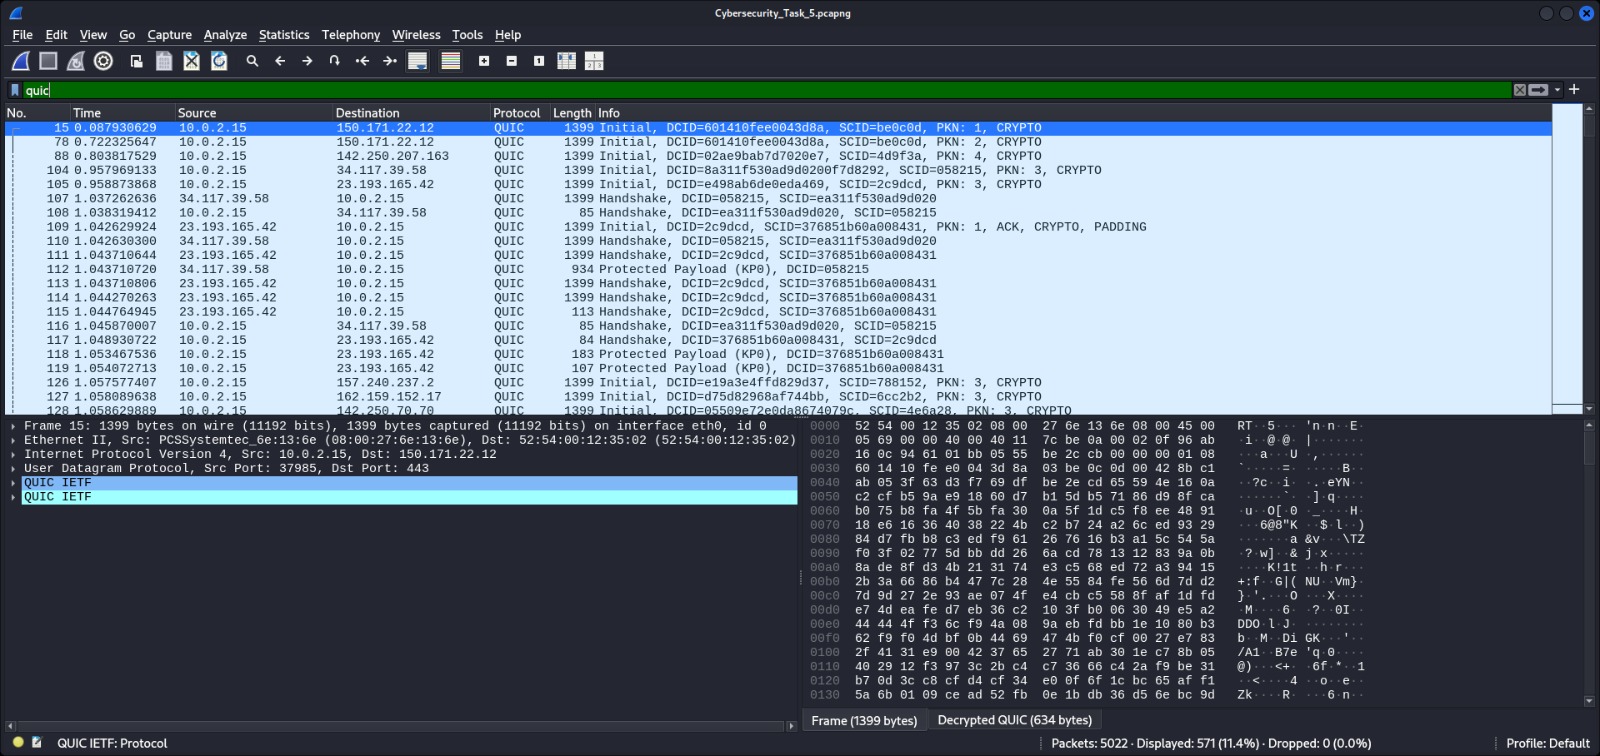 Cybersecurity_Task_5.pcapng
File Edit View Go Capture Analyze Statistics Telephony Wireless Tools Help
quic
No. Time Source Destination Protocol Length Info
15 0.087930629 10.0.2.15 150.171.22.12 QUIC 1399 Initial, DCID=601410fee0043d8a, SCID=be0c0d, PKN: 1, CRYPTO
78 0.722325647 10.0.2.15 150.171.22.12 QUIC 1399 Initial, DCID=601410fee0043d8a, SCID=be0c0d, PKN: 2, CRYPTO
88 0.803817529 10.0.2.15 142.250.207.163 QUIC 1399 Initial, DCID=02ae9bab7d7020e7, SCID=4d9f3a, PKN: 4, CRYPTO
104 0.957969133 10.0.2.15 34.117.39.58 QUIC 1399 Initial, DCID=8a311f530ad9d0200f7d8292, SCID=058215, PKN: 3, CRYPTO
105 0.958873868 10.0.2.15 23.193.165.42 QUIC 1399 Initial, DCID=e498ab6de0eda469, SCID=2c9dcd, PKN: 3, CRYPTO
107 1.037262636 34.117.39.58 10.0.2.15 QUIC 1399 Handshake, DCID=058215, SCID=ea311f530ad9d020
108 1.038319412 10.0.2.15 34.117.39.58 QUIC 85 Handshake, DCID=ea311f530ad9d020, SCID=058215
109 1.042629924 23.193.165.42 10.0.2.15 QUIC 1399 Initial, DCID=2c9dcd, SCID=376851b60a008431, PKN: 1, ACK, CRYPTO, PADDING
110 1.042630300 34.117.39.58 10.0.2.15 QUIC 1399 Handshake, DCID=058215, SCID=ea311f530ad9d020
111 1.043710644 23.193.165.42 10.0.2.15 QUIC 1399 Handshake, DCID=2c9dcd, SCID=376851b60a008431
112 1.043710720 34.117.39.58 10.0.2.15 QUIC 934 Protected Payload (KP0), DCID=058215
113 1.043710806 23.193.165.42 10.0.2.15 QUIC 1399 Handshake, DCID=2c9dcd, SCID=376851b60a008431
114 1.044270263 23.193.165.42 10.0.2.15 QUIC 1399 Handshake, DCID=2c9dcd, SCID=376851b60a008431
115 1.044764945 23.193.165.42 10.0.2.15 QUIC 113 Handshake, DCID=2c9dcd, SCID=376851b60a008431
116 1.045870007 10.0.2.15 34.117.39.58 QUIC 85 Handshake, DCID=ea311f530ad9d020, SCID=058215
117 1.048930722 10.0.2.15 23.193.165.42 QUIC 84 Handshake, DCID=376851b60a008431, SCID=2c9dcd
118 1.053467536 10.0.2.15 23.193.165.42 QUIC 183 Protected Payload (KP0), DCID=376851b60a008431
119 1.054072713 10.0.2.15 23.193.165.42 QUIC 107 Protected Payload (KP0), DCID=376851b60a008431
126 1.057577407 10.0.2.15 157.240.237.2 QUIC 1399 Initial, DCID=e19a3e4ffd829d37, SCID=788152, PKN: 3, CRYPTO
127 1.058089638 10.0.2.15 162.159.152.17 QUIC 1399 Initial, DCID=d75d82968af744bb, SCID=6cc2b2, PKN: 3, CRYPTO
128 1.058629889 10.0.2.15 142.250.70.70 QUIC 1399 Initial, DCID=05509e72e0da8674079c, SCID=4e6a28, PKN: 3, CRYPTO
Frame 15: 1399 bytes on wire (11192 bits), 1399 bytes captured (11192 bits) on interface eth0, id 0
Ethernet II, Src: PCSSystemtec_6e:13:6e (08:00:27:6e:13:6e), Dst: 52:54:00:12:35:02 (52:54:00:12:35:02)
Internet Protocol Version 4, Src: 10.0.2.15, Dst: 150.171.22.12
User Datagram Protocol, Src Port: 37985, Dst Port: 443
QUIC IETF
QUIC IETF
0000 52 54 00 12 35 02 08 00 27 6e 13 6e 08 00 45 00 RT··5···'n·n··E·
0010 05 69 00 00 40 00 40 11 7c be 0a 00 02 0f 96 ab ·i··@·@·|·······
0020 16 0c 94 61 01 bb 05 55 be 2c cb 00 00 00 01 08 ···a···U·,······
0030 60 14 10 fe e0 04 3d 8a 03 be 0c 0d 00 42 8b c1 `·····=······B··
0040 ab 05 3f 63 d3 f7 69 df be 2e cd 65 59 4e 16 0a ··?c··i··.·eYN··
0050 c2 cf b5 9a e9 18 60 d7 b1 5d b5 71 86 d9 8f ca ······`··]·q····
0060 b0 75 b8 fa 4f 5b fa 30 0a 5f 1d c5 f8 ee 48 91 ·u··O[·0·_····H·
0070 18 e6 16 36 40 38 22 4b c2 b7 24 a2 6c ed 93 29 ···6@8"K··$·l··)
0080 84 d7 fb b8 c3 ed f9 61 26 76 16 b3 a1 5c 54 5a ·······a&v···\TZ
0090 f0 3f 02 77 5d bb dd 26 6a cd 78 13 12 83 9a 0b ·?·w]··&j·x·····
00a0 8a de 8f d3 4b 21 31 74 e3 c5 68 ed 72 a3 94 15 ····K!1t··h·r···
00b0 2b 3a 66 86 b4 47 7c 28 4e 55 84 fe 56 6d 7d d2 +:f··G|(NU··Vm}·
00c0 7d 9d 27 2e 93 ae 07 4f e4 cb c5 58 8f af 1d fd }·'.···O···X····
00d0 e7 4d ea fe d7 eb 36 c2 10 3f b0 06 30 49 e5 a2 ·M····6··?··0I··
00e0 44 44 4f f3 6c f9 4a 08 9a eb fd bb 1e 10 80 b3 DDO·l·J·········
00f0 62 f9 f0 4d bf 0b 44 69 47 4b f0 cf 00 27 e7 83 b··M··DiGK···'··
0100 2f 41 31 e9 00 42 37 65 27 71 ab 30 1e c7 8b 05 /A1··B7e'q·0····
0110 40 29 12 f3 97 3c 2b c4 c7 36 66 c4 2a f9 be 31 @)···<+··6f·*··1
0120 b7 0d 3c c8 cf d4 cf 34 e0 0f 6f 1c bc 65 af f1 ··<····4··o··e··
0130 5a 6b 01 09 ce ad 52 fb 0e 1b db 36 d5 6e bc 9d Zk····R····6·n··
Frame (1399 bytes) Decrypted QUIC (634 bytes)
QUIC IETF: Protocol Packets: 5022 · Displayed: 571 (11.4%) · Dropped: 0 (0.0%) Profile: Default